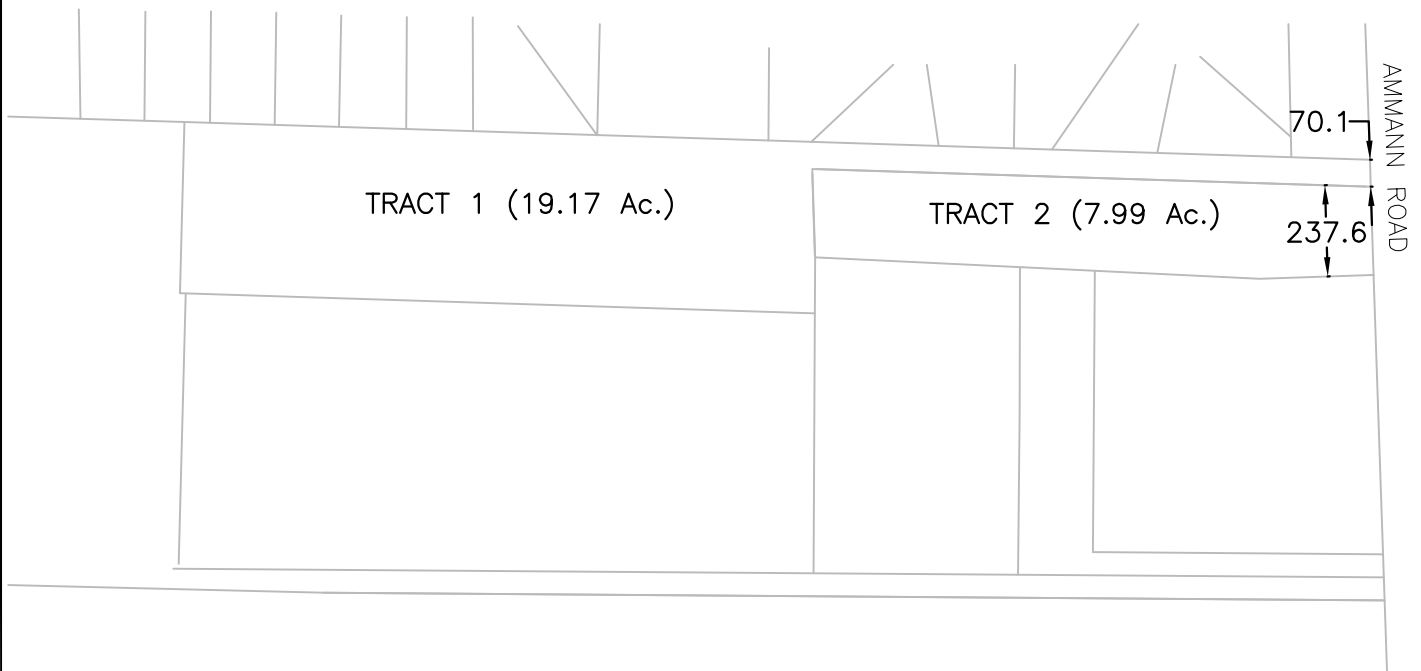 70.1
AMMANN ROAD
TRACT 1 (19.17 Ac.)
TRACT 2 (7.99 Ac.)
237.6